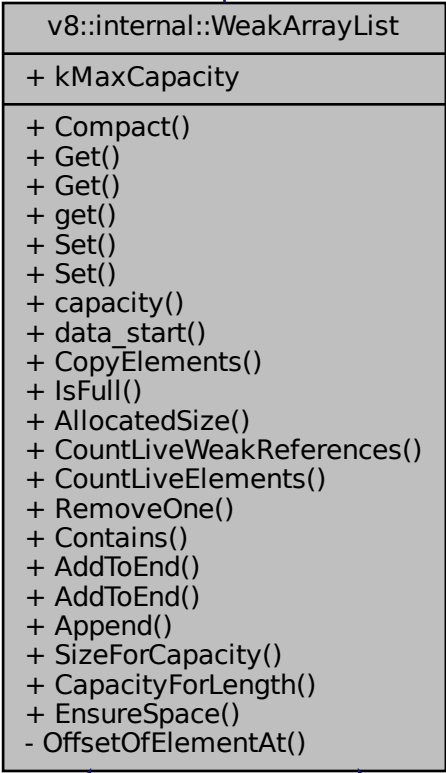 v8::internal::WeakArrayList
+ kMaxCapacity
+ Compact()
+ Get()
+ Get()
+ get()
+ Set()
+ Set()
+ capacity()
+ data_start()
+ CopyElements()
+ IsFull()
+ AllocatedSize()
+ CountLiveWeakReferences()
+ CountLiveElements()
+ RemoveOne()
+ Contains()
+ AddToEnd()
+ AddToEnd()
+ Append()
+ SizeForCapacity()
+ CapacityForLength()
+ EnsureSpace()
- OffsetOfElementAt()